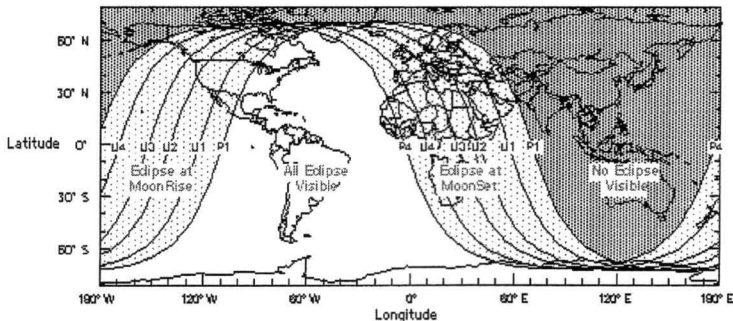 60° N
30° N
Latitude 0° U4 U3 U2 U1 P1 P4 U4 U3 U2 U1 P1 P4
Eclipse at All Eclipse Eclipse at No Eclipse
MoonRise Visible MoonSet Visible
30° S
60° S
180° W 120° W 60° W 0° 60° E 120° E 180° E
Longitude